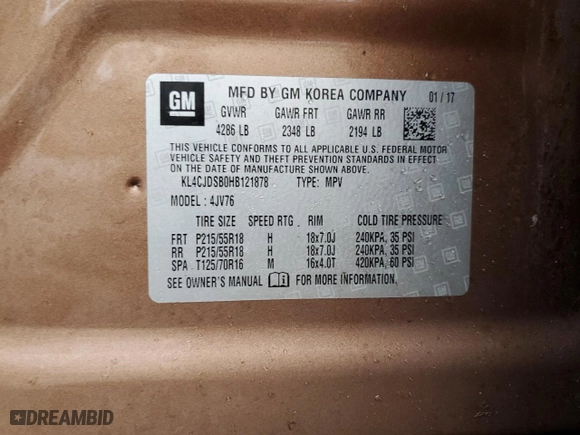 GM
MFD BY GM KOREA COMPANY 01 / 17
GVWR GAWR FRT GAWR RR
4286 LB 2348 LB 2194 LB
THIS VEHICLE CONFORMS TO ALL APPLICABLE U.S. FEDERAL MOTOR
VEHICLE SAFETY AND THEFT PREVENTION STANDARDS IN EFFECT ON
THE DATE OF MANUFACTURE SHOWN ABOVE.
KL4CJDSB0HB121878 TYPE: MPV
MODEL : 4JV76
TIRE SIZE SPEED RTG RIM COLD TIRE PRESSURE
FRT P215/55R18 H 18x7.0J 240KPA, 35 PSI
RR P215/55R18 H 18x7.0J 240KPA, 35 PSI
SPA T125/70R16 M 16x4.0T 420KPA, 60 PSI
SEE OWNER'S MANUAL FOR MORE INFORMATION.
DREAMBID